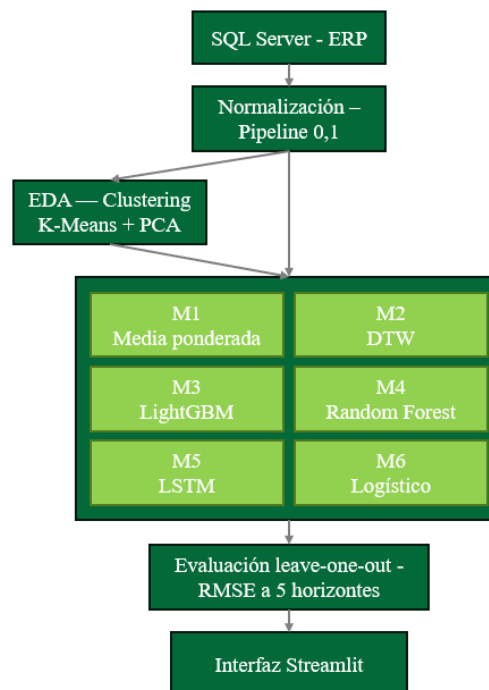 SQL Server - ERP
Normalización –
Pipeline 0,1
EDA — Clustering
K-Means + PCA
M1
Media ponderada
M2
DTW
M3
LightGBM
M4
Random Forest
M5
LSTM
M6
Logístico
Evaluación leave-one-out -
RMSE a 5 horizontes
Interfaz Streamlit